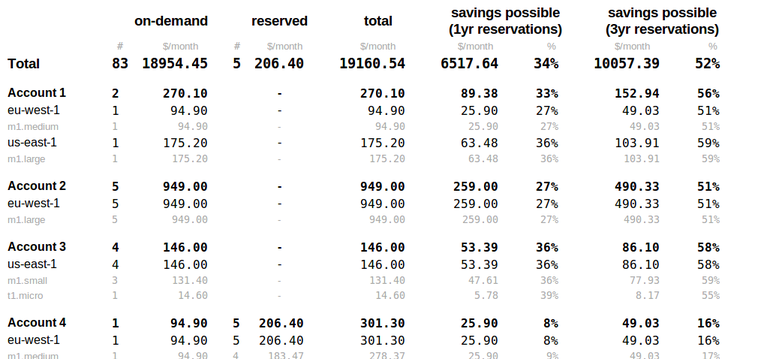 on-demand reserved total savings possible (1yr reservations) savings possible (3yr reservations)
# $/month # $/month $/month $/month % $/month %
Total 83 18954.45 5 206.40 19160.54 6517.64 34% 10057.39 52%
Account 1 2 270.10 - 270.10 89.38 33% 152.94 56%
eu-west-1 1 94.90 - 94.90 25.90 27% 49.03 51%
m1.medium 1 94.90 - 94.90 25.90 27% 49.03 51%
us-east-1 1 175.20 - 175.20 63.48 36% 103.91 59%
m1.large 1 175.20 - 175.20 63.48 36% 103.91 59%
Account 2 5 949.00 - 949.00 259.00 27% 490.33 51%
eu-west-1 5 949.00 - 949.00 259.00 27% 490.33 51%
m1.large 5 949.00 - 949.00 259.00 27% 490.33 51%
Account 3 4 146.00 - 146.00 53.39 36% 86.10 58%
us-east-1 4 146.00 - 146.00 53.39 36% 86.10 58%
m1.small 3 131.40 - 131.40 47.61 36% 77.93 59%
t1.micro 1 14.60 - 14.60 5.78 39% 8.17 55%
Account 4 1 94.90 5 206.40 301.30 25.90 8% 49.03 16%
eu-west-1 1 94.90 5 206.40 301.30 25.90 8% 49.03 16%
m1.medium 1 94.90 4 183.47 278.37 25.90 9% 49.03 17%